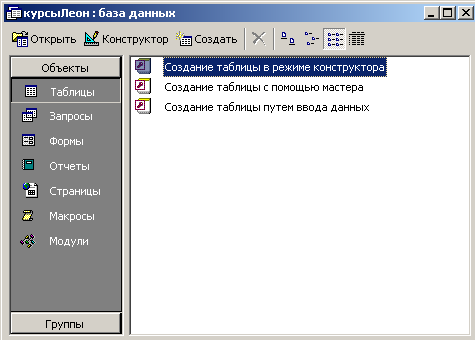 курсыЛеон : база данных
Открыть Конструктор Создать
Объекты
Таблицы
Запросы
Формы
Отчеты
Страницы
Макросы
Модули
Группы
Создание таблицы в режиме конструктора
Создание таблицы с помощью мастера
Создание таблицы путем ввода данных